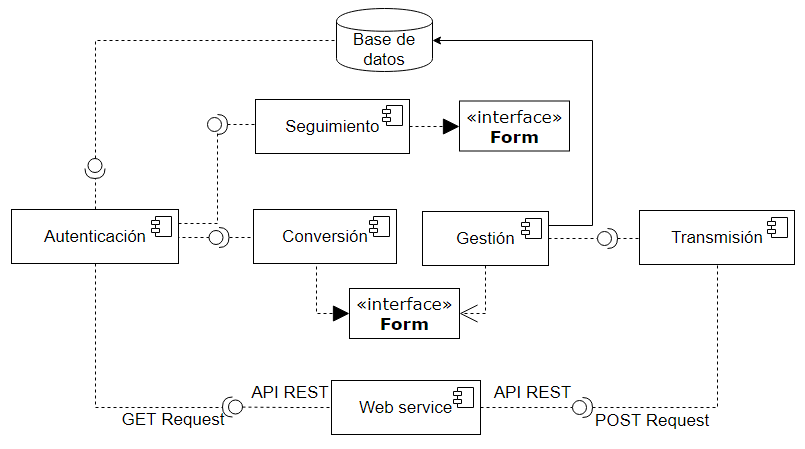 Base de
datos
Seguimiento
«interface»
Form
Autenticación
Conversión
Gestión
Transmisión
«interface»
Form
API REST
Web service
API REST
GET Request
POST Request